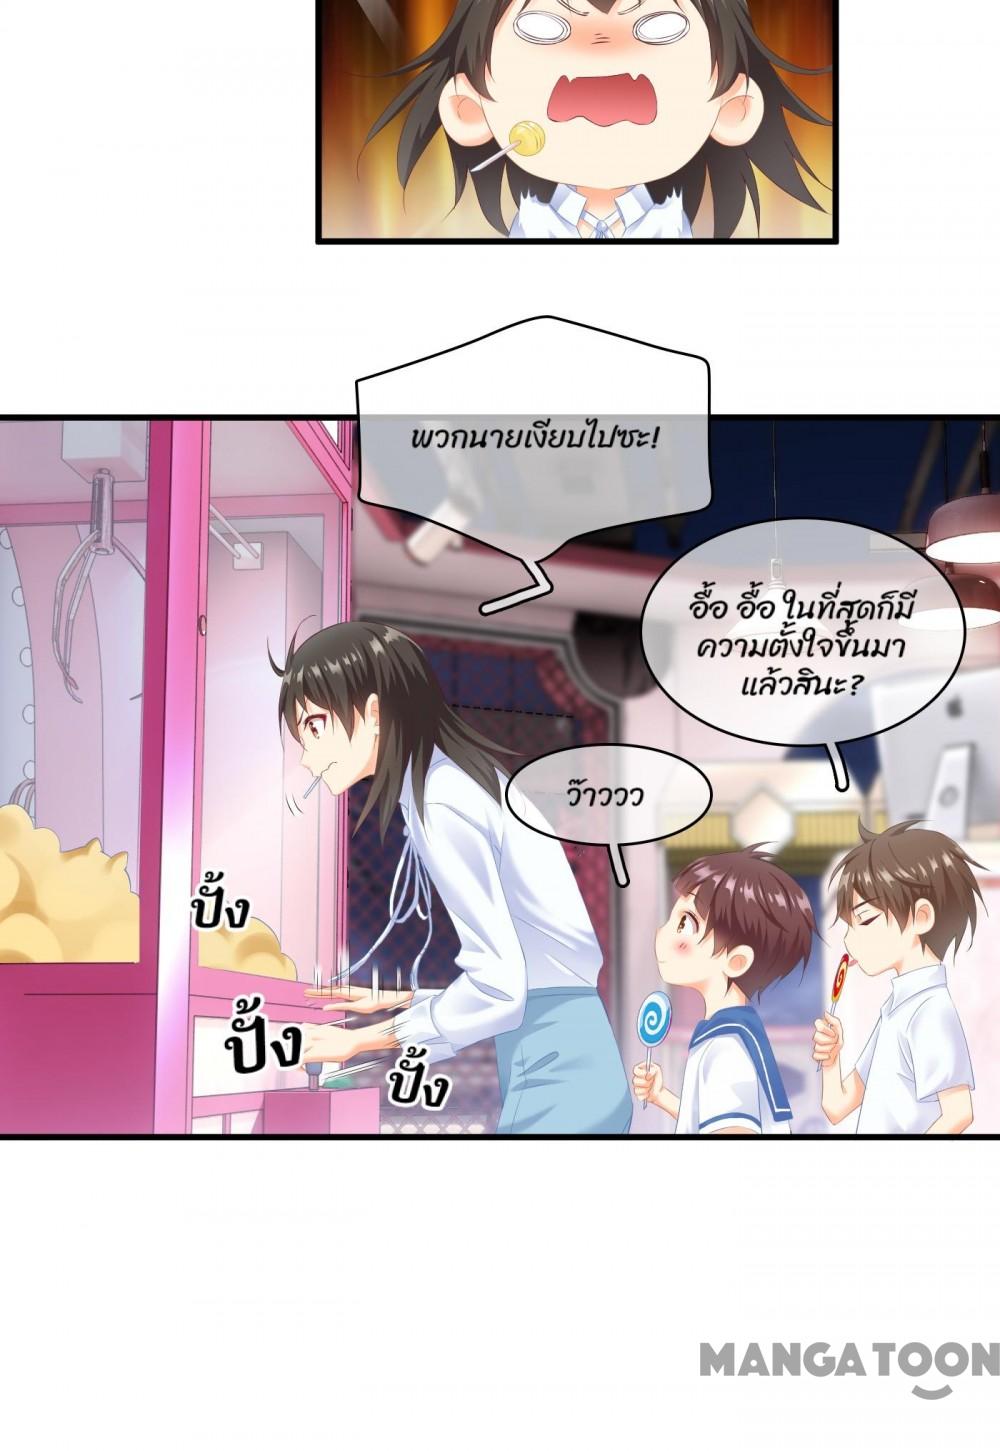 พวกนายเงียบไปซะ!
อื้อ อื้อ ในที่สุดก็มี
ความตั้งใจขึ้นมา
แล้วสินะ?
ว๊าววว
ปั้ง
ปั้ง
ปั้ง
MANGATOON